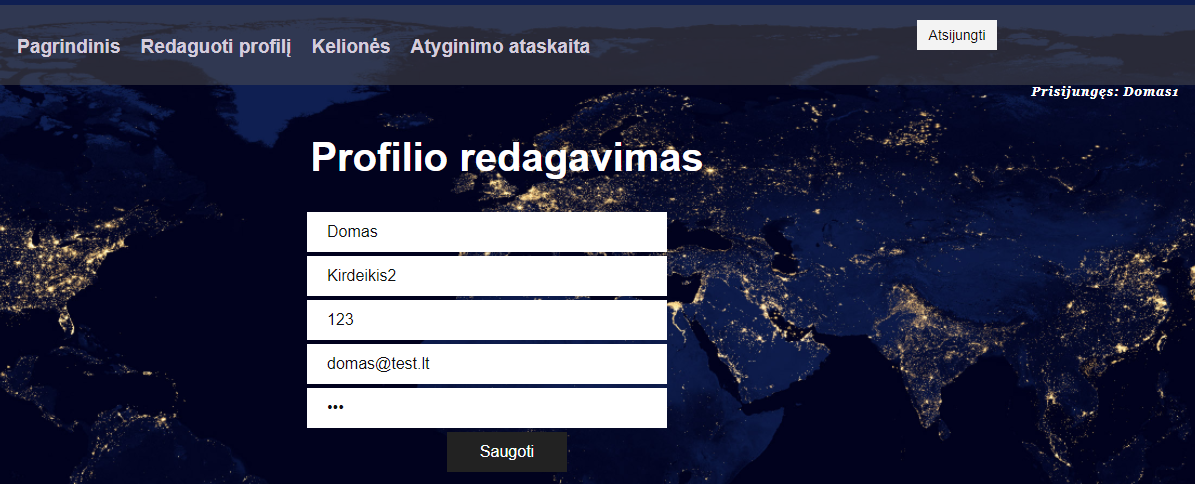 Pagrindinis Redaguoti profilį Kelionės Atyginimo ataskaita Atsijungti
Prisijungęs: Domas1
Profilio redagavimas
Domas
Kirdeikis2
123
domas@test.lt
•••
Saugoti